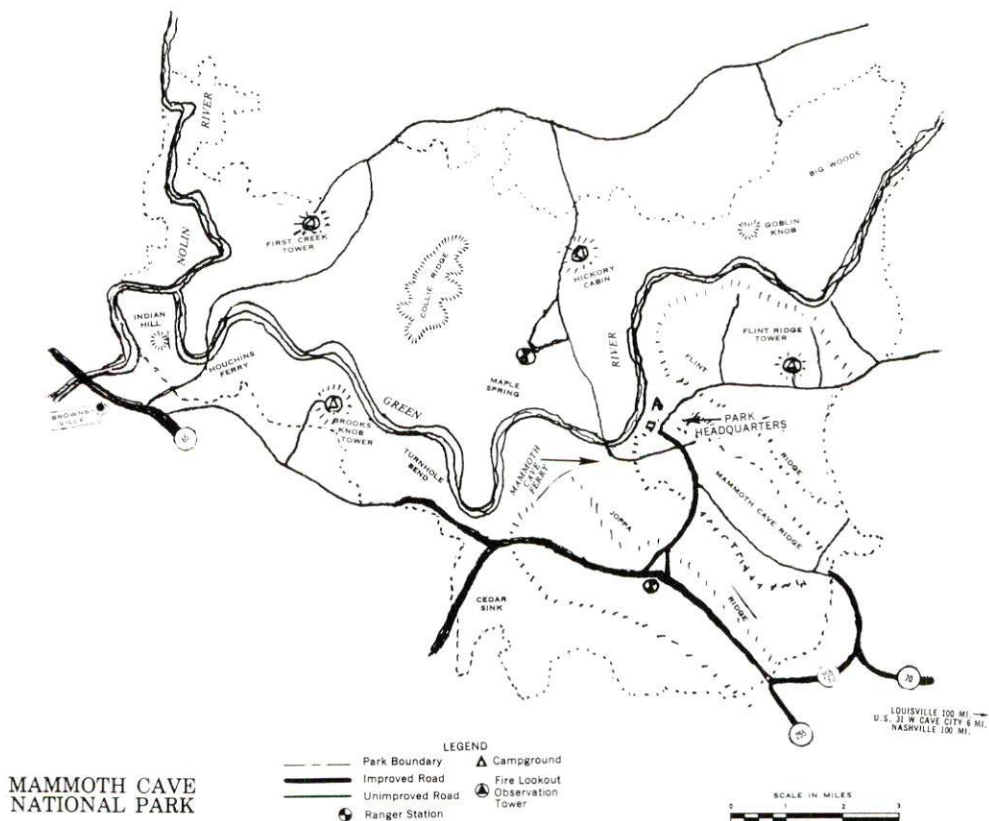 RIVER
NOLIN
FIRST CREEK
TOWER
COLLIE RIDGE
HICKORY
CABIN
BIG WOODS
GOBLIN
KNOB
INDIAN
HILL
HOUCHINS
FERRY
BROWNS-
VILLE
BROOKS
KNOB
TOWER
GREEN
RIVER
MAPLE
SPRING
FLINT RIDGE
TOWER
FLINT
RIDGE
PARK
HEADQUARTERS
TURNHOLE
BEND
MAMMOTH
CAVE
FERRY
MAMMOTH CAVE RIDGE
JOPPA
RIDGE
CEDAR
SINK
70
255
LOUISVILLE 100 MI.
U.S. 31 W CAVE CITY 6 MI.
NASHVILLE 100 MI.
MAMMOTH CAVE
NATIONAL PARK
LEGEND
Park Boundary
Improved Road
Unimproved Road
Ranger Station
Campground
Fire Lookout
Observation
Tower
SCALE IN MILES
0 1 2 3